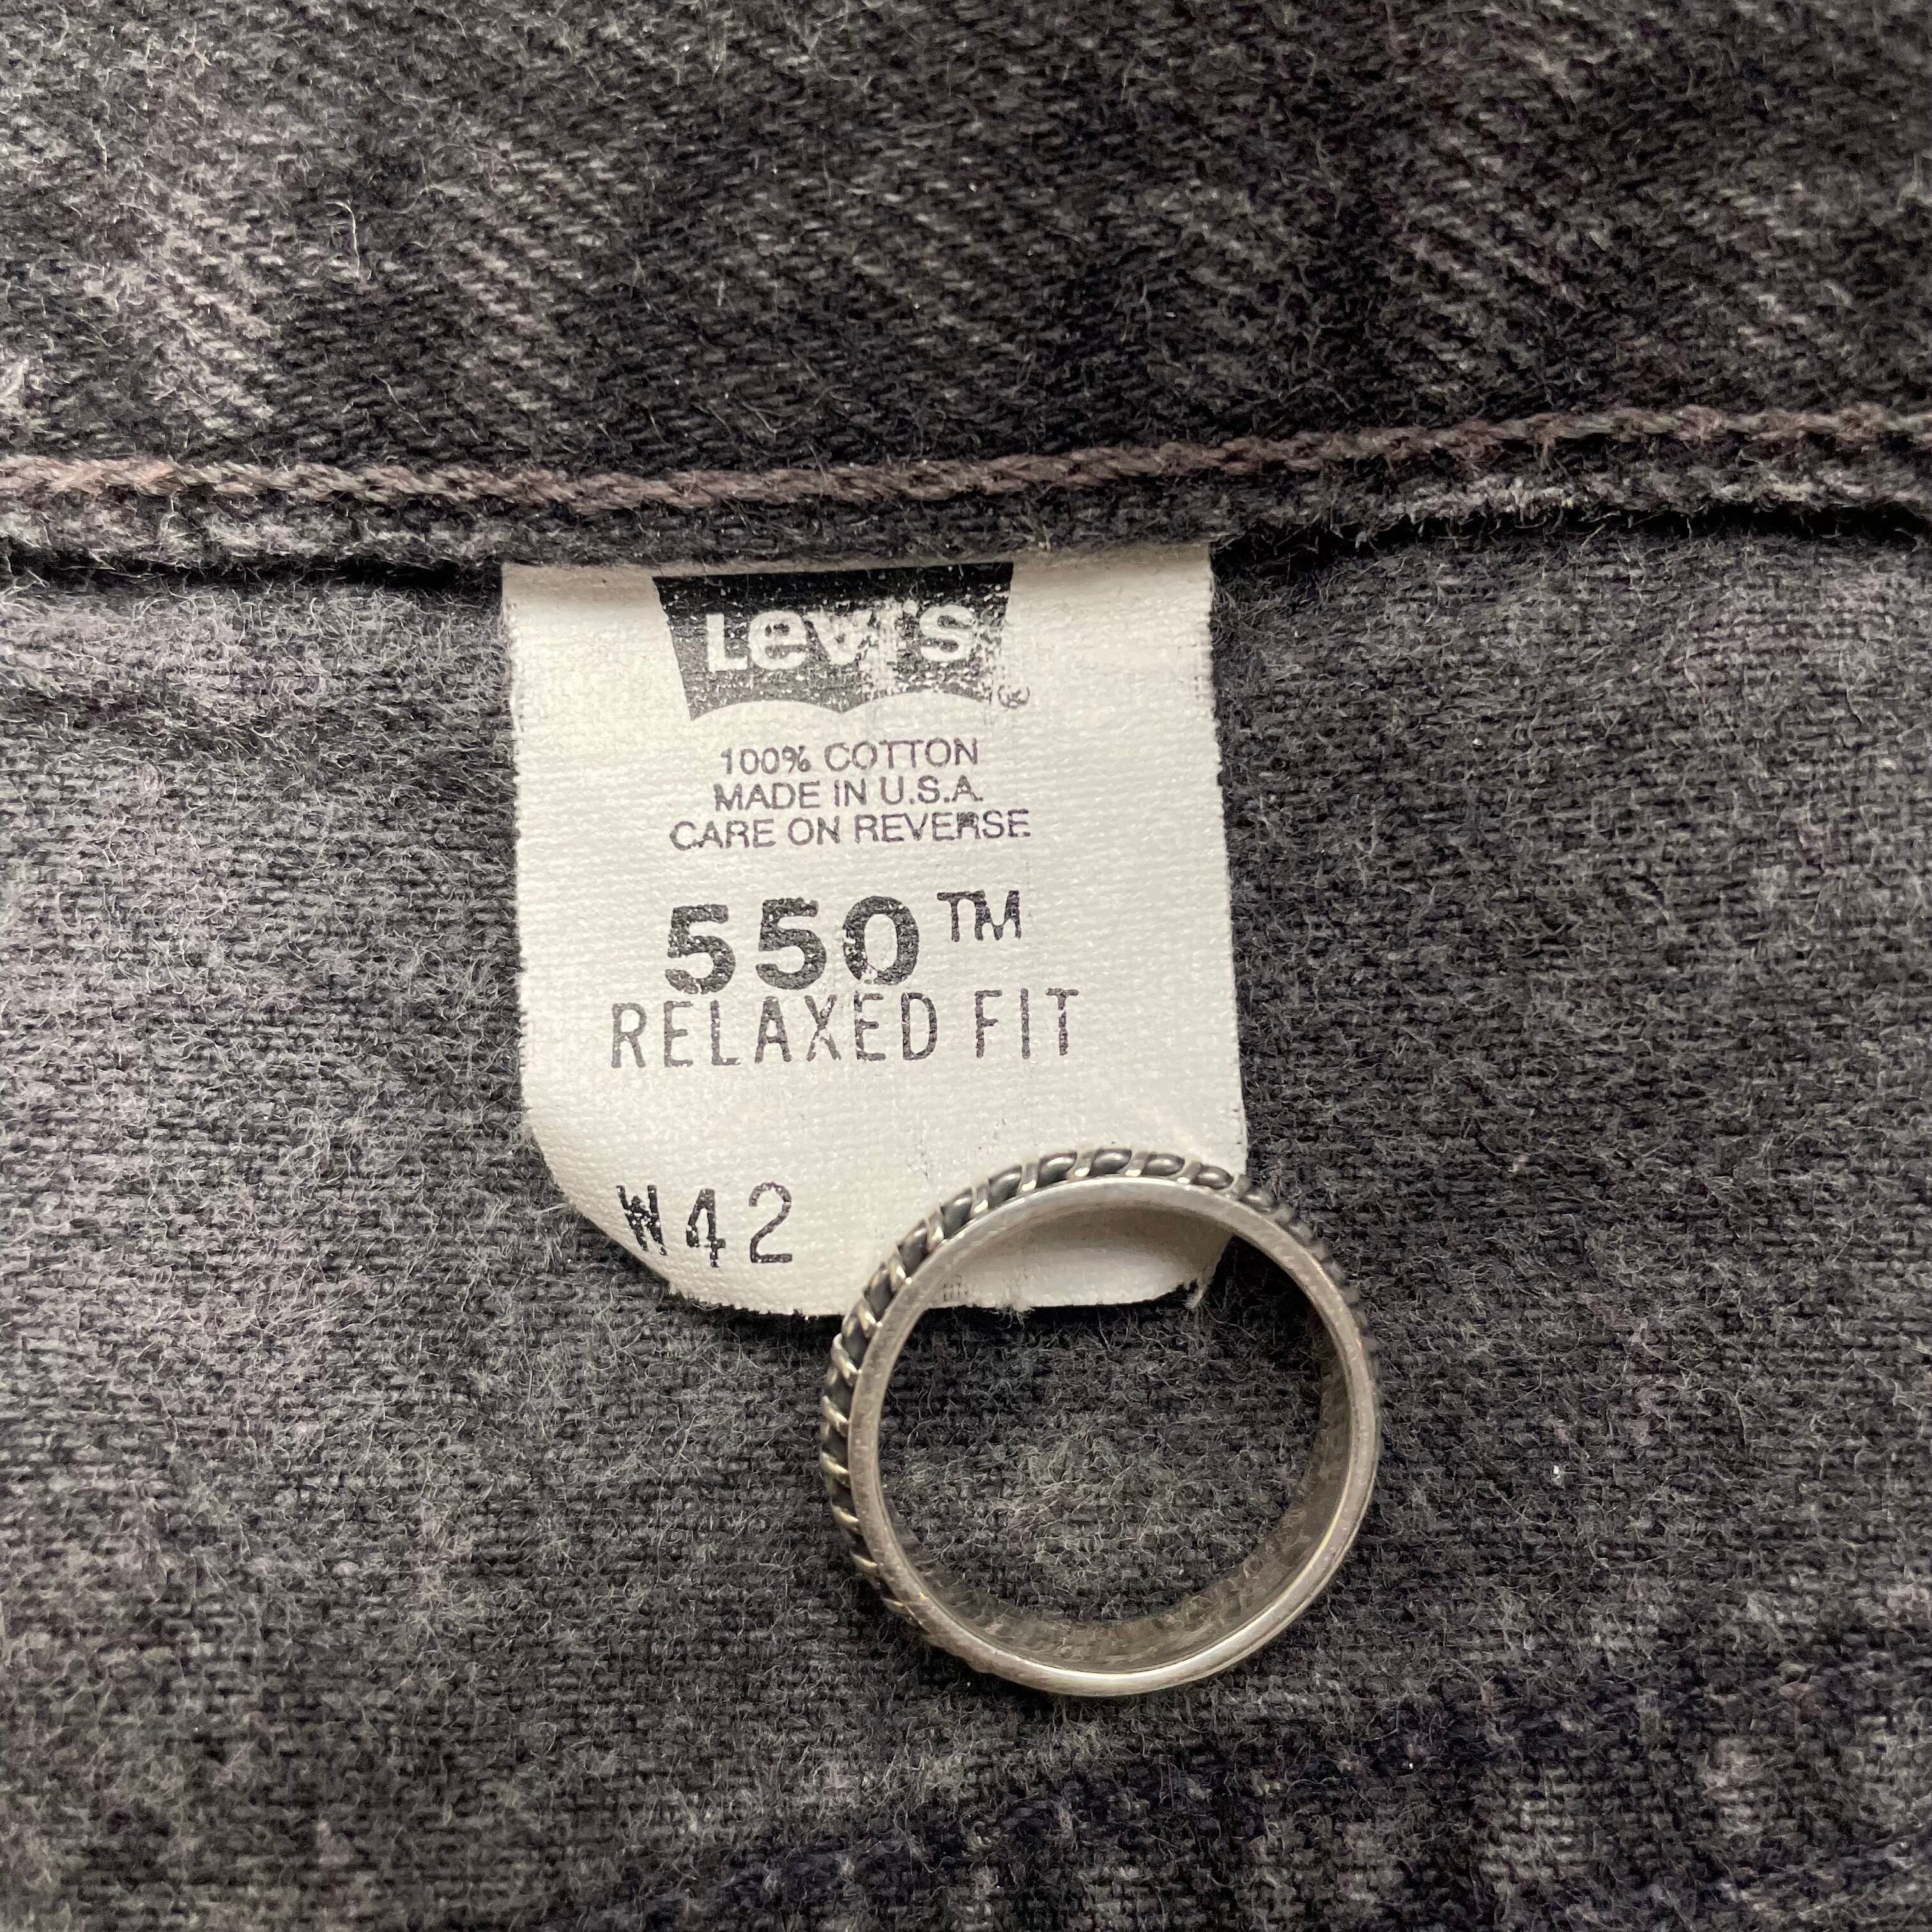 Levi's
®
100% COTTON
MADE IN U.S.A.
CARE ON REVERSE
550™
RELAXED FIT
W42